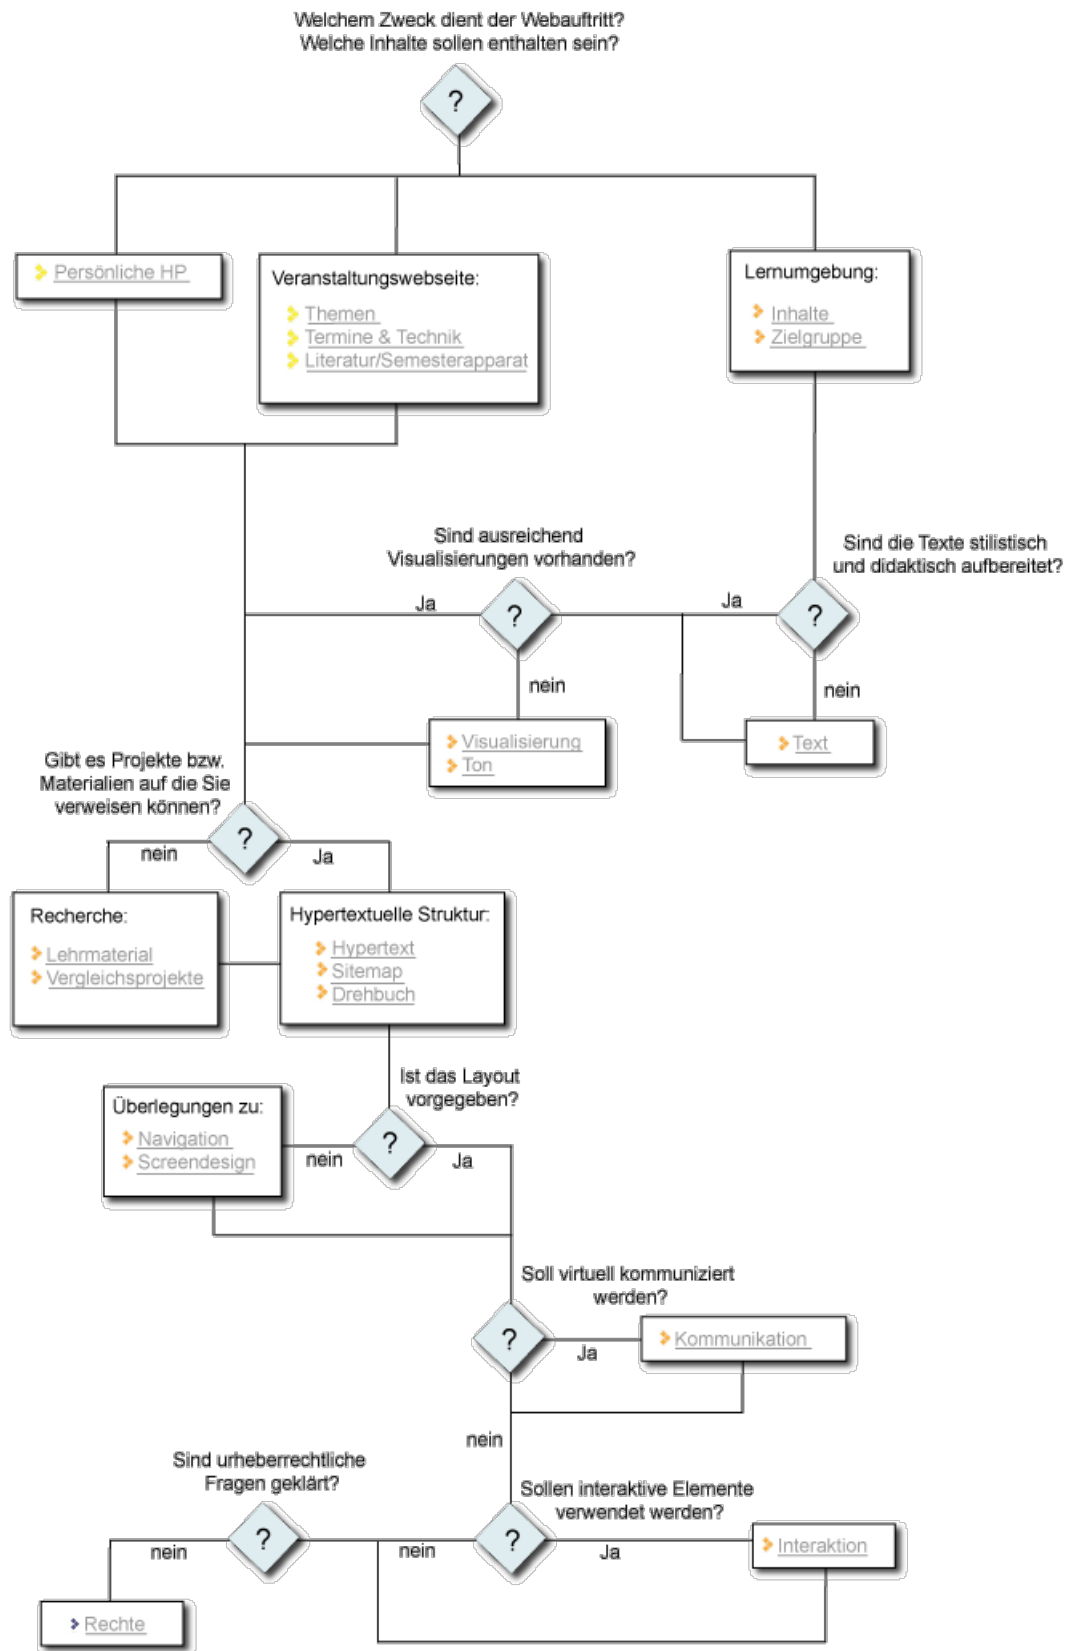 Welchem Zweck dient der Webauftritt?
Welche Inhalte sollen enthalten sein?
?
Persönliche HP
Veranstaltungswebseite:
Themen
Termine & Technik
Literatur/Semesterapparat
Lernumgebung:
Inhalte
Zielgruppe
Sind ausreichend
Visualisierungen vorhanden?
Sind die Texte stilistisch
und didaktisch aufbereitet?
Ja
?
Ja
?
nein
nein
Visualisierung
Ton
Text
Gibt es Projekte bzw.
Materialien auf die Sie
verweisen können?
?
nein
Ja
Recherche:
Lehrmaterial
Vergleichsprojekte
Hypertextuelle Struktur:
Hypertext
Sitemap
Drehbuch
Ist das Layout
vorgegeben?
Überlegungen zu:
Navigation
Screendesign
nein
?
Ja
Soll virtuell kommuniziert
werden?
?
Ja
Kommunikation
nein
Sind urheberrechtliche
Fragen geklärt?
Sollen interaktive Elemente
verwendet werden?
nein
?
nein
?
Ja
Interaktion
Rechte